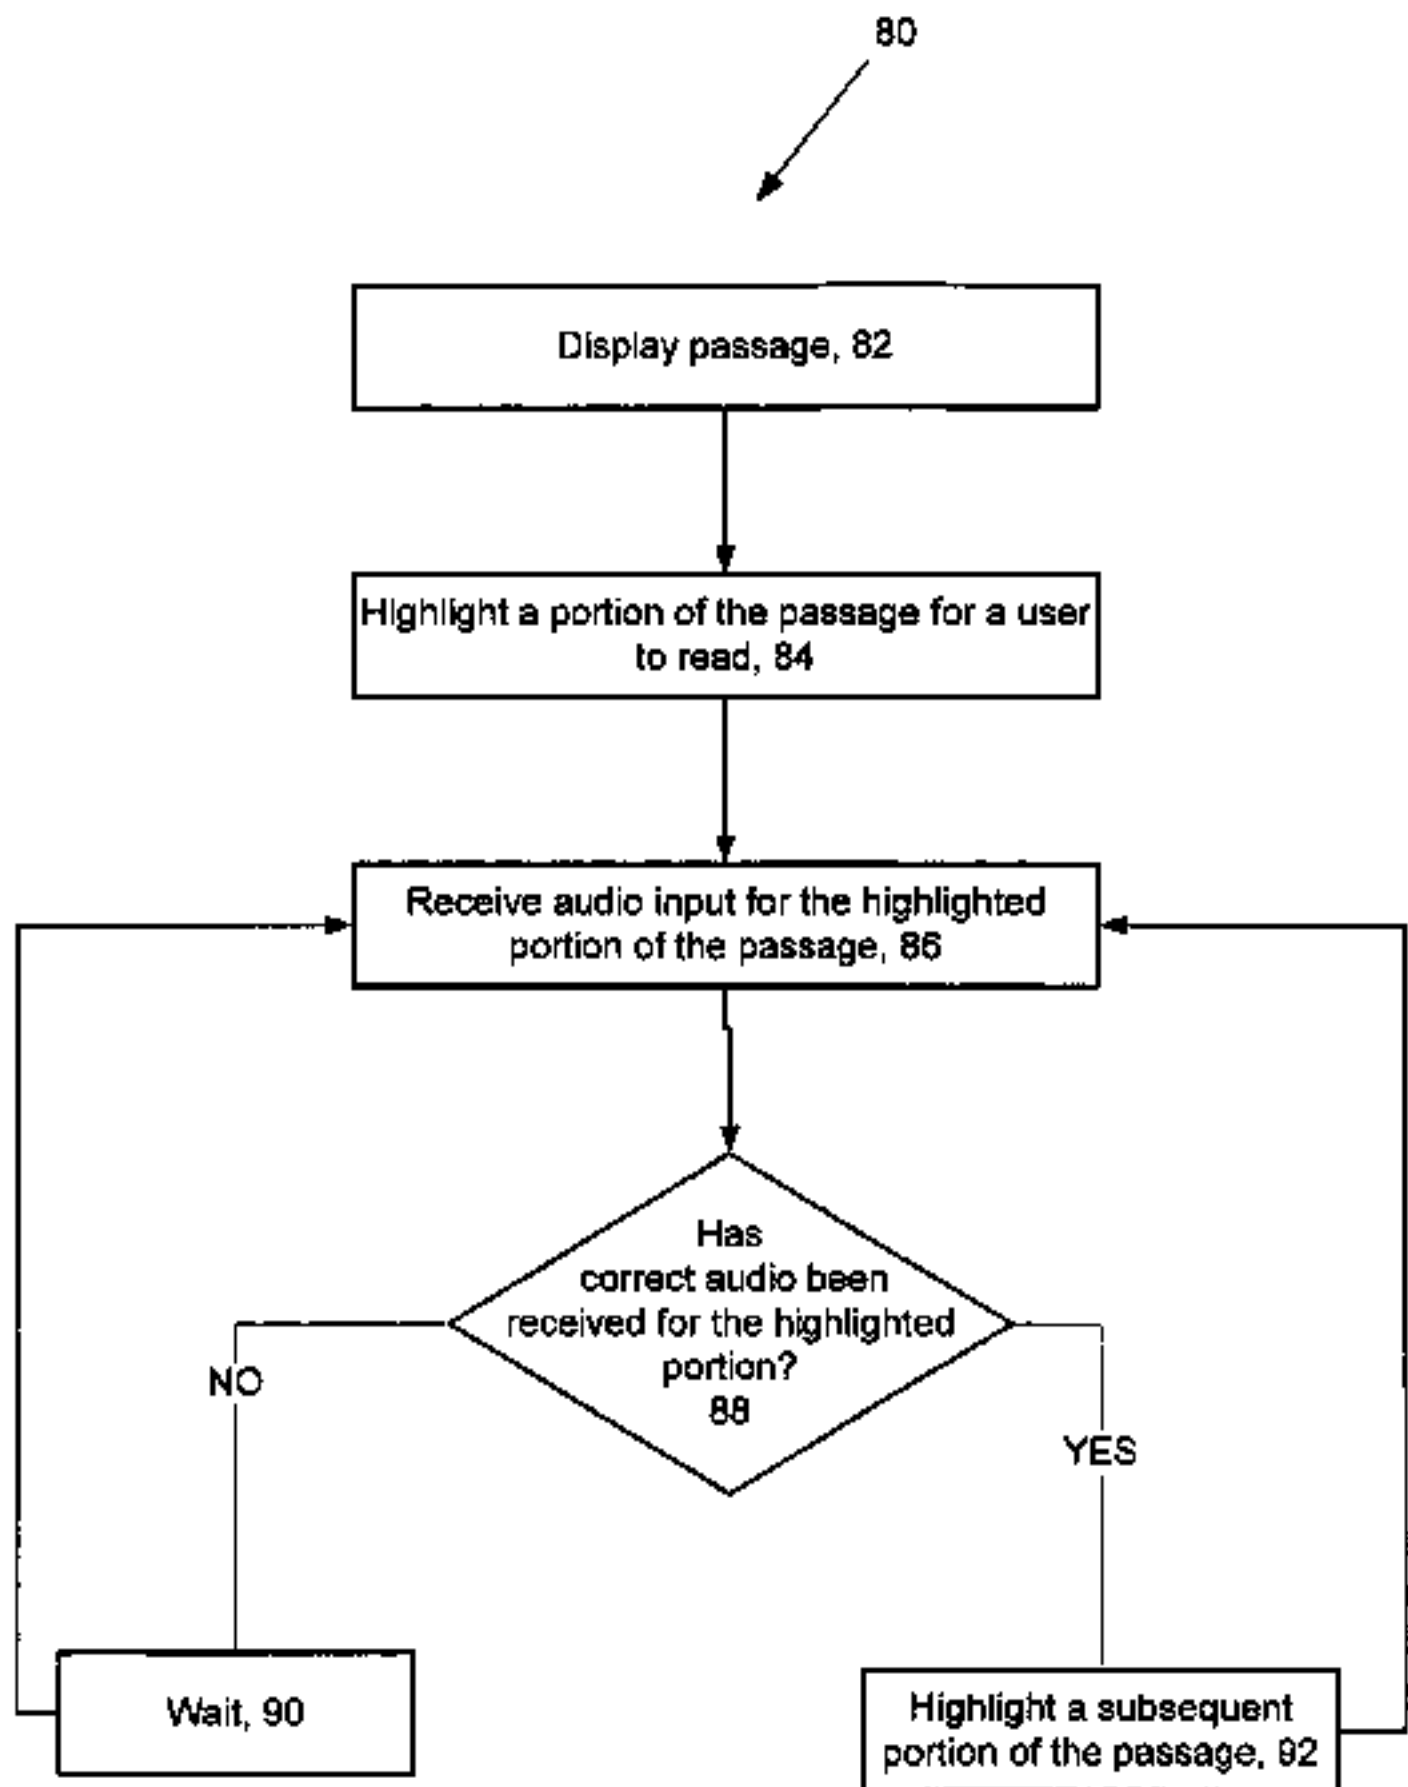 80
Display passage, 82
Highlight a portion of the passage for a user
to read, 84
Receive audio input for the highlighted
portion of the passage, 86
Has
correct audio been
received for the highlighted
portion?
88
NO
YES
Wait, 90
Highlight a subsequent
portion of the passage, 92